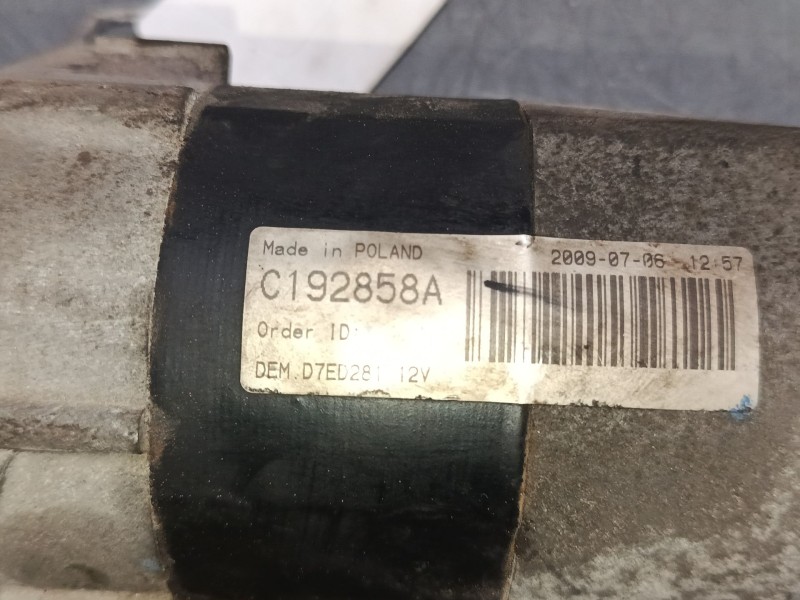 Made in POLAND 2009-07-06 12:57
C192858A
Order ID:
DEM.D7ED281 12V